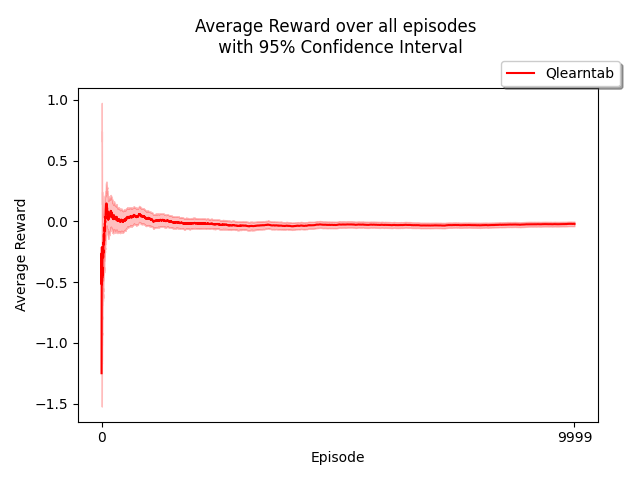 Average Reward over all episodes
with 95% Confidence Interval
Qlearntab
1.0
0.5
0.0
−0.5
−1.0
−1.5
Average Reward
0
9999
Episode